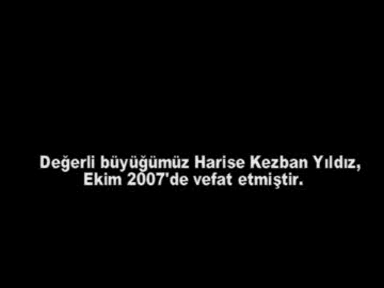 Değerli büyüğümüz Harise Kezban Yıldız,
Ekim 2007'de vefat etmiştir.